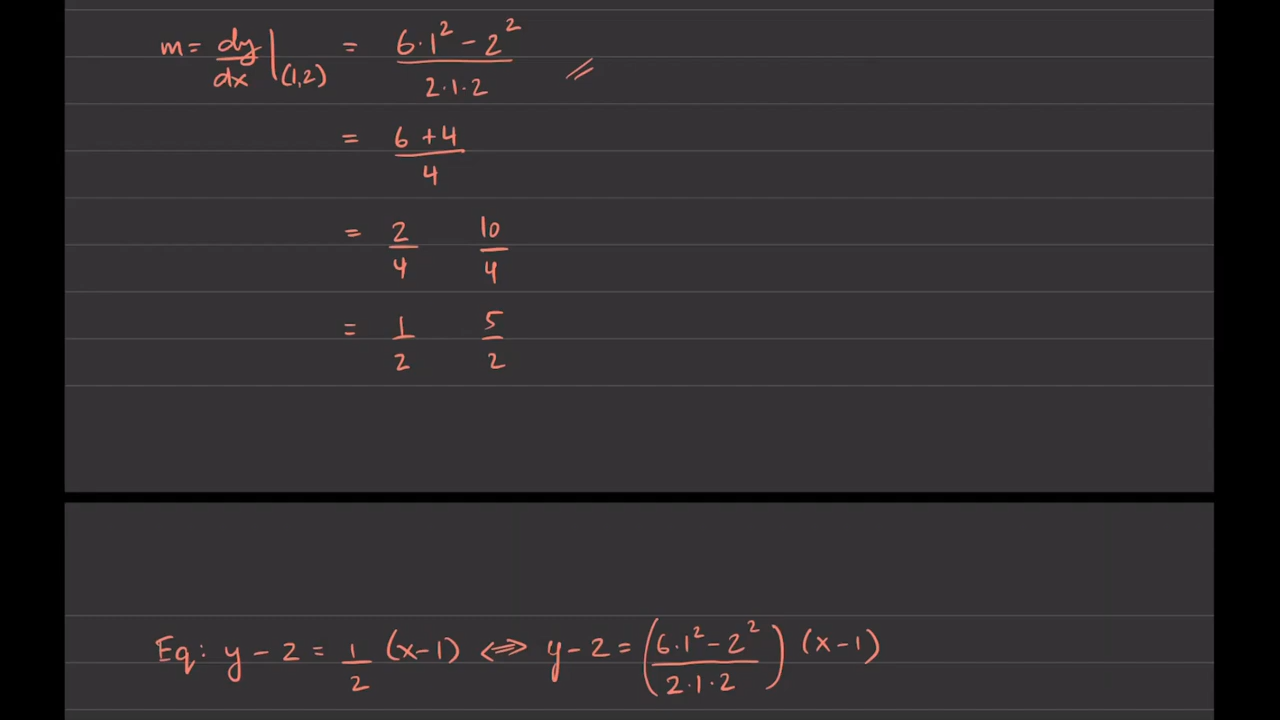 m = dy/dx |(1,2) = (6·1² − 2²)/(2·1·2) //
= (6 + 4)/4
= 2/4 10/4
= 1/2 5/2
Eq: y − 2 = 1/2 (x−1) ⟺ y − 2 = ((6·1² − 2²)/(2·1·2)) (x−1)